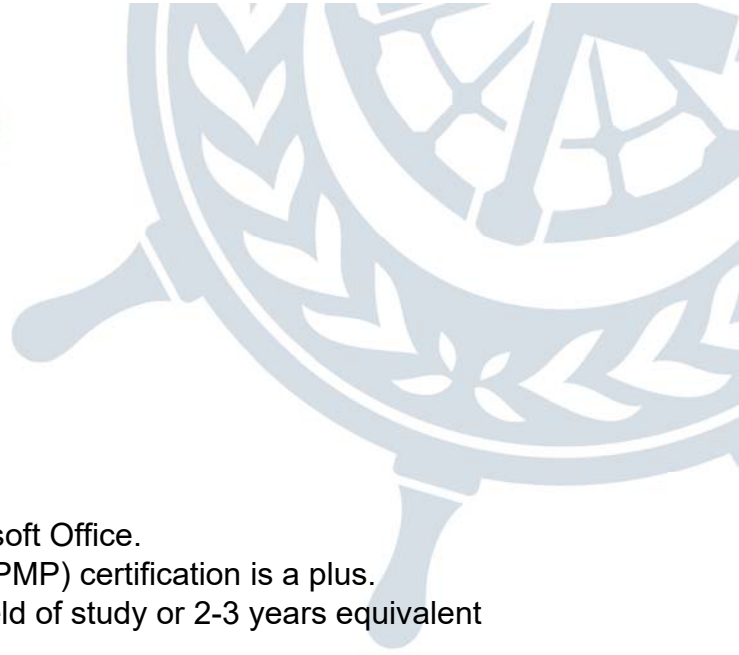 soft Office.
PMP) certification is a plus.
ld of study or 2-3 years equivalent